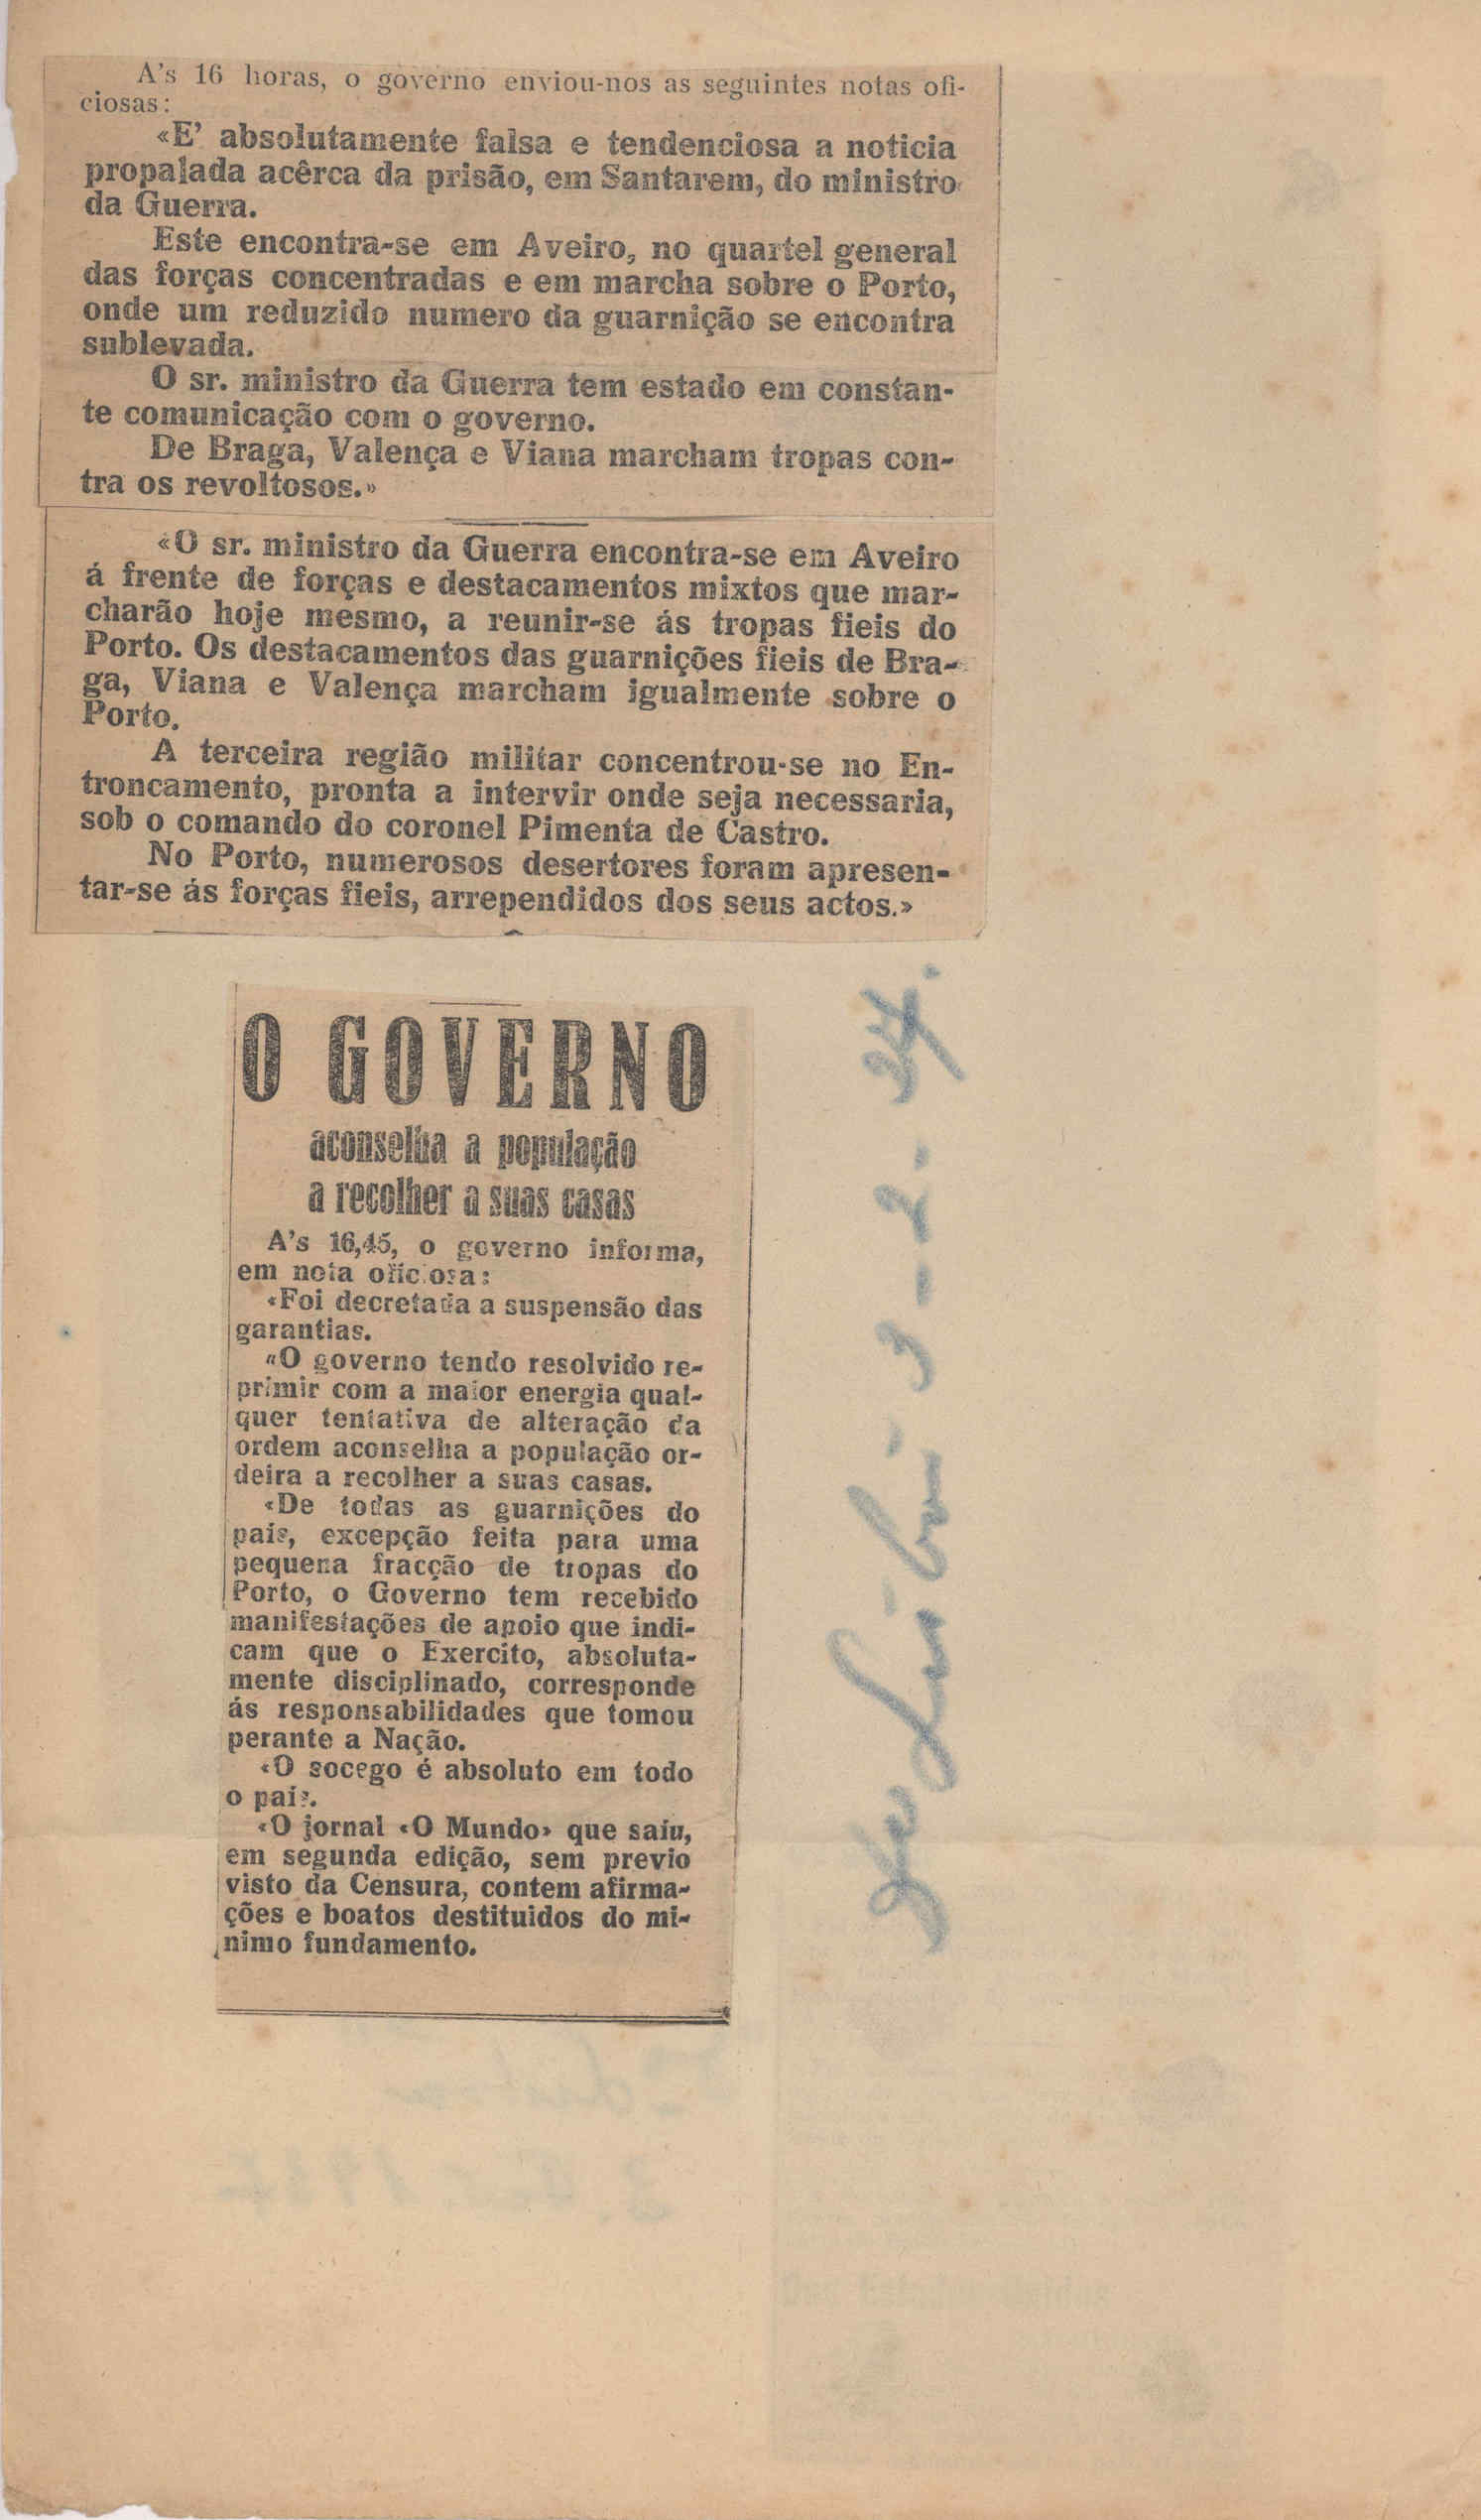 A's 16 horas, o governo enviou-nos as seguintes notas ofi-
ciosas:
«E' absolutamente falsa e tendenciosa a noticia
propalada acêrca da prisão, em Santarem, do ministro
da Guerra.
Este encontra-se em Aveiro, no quartel general
das forças concentradas e em marcha sobre o Porto,
onde um reduzido numero da guarnição se encontra
sublevada.
O sr. ministro da Guerra tem estado em constan-
te comunicação com o governo.
De Braga, Valença e Viana marcham tropas con-
tra os revoltosos.»
«O sr. ministro da Guerra encontra-se em Aveiro
á frente de forças e destacamentos mixtos que mar-
charão hoje mesmo, a reunir-se ás tropas fieis do
Porto. Os destacamentos das guarnições fieis de Bra-
ga, Viana e Valença marcham igualmente sobre o
Porto.
A terceira região militar concentrou-se no En-
troncamento, pronta a intervir onde seja necessaria,
sob o comando do coronel Pimenta de Castro.
No Porto, numerosos desertores foram apresen-
tar-se ás forças fieis, arrependidos dos seus actos.»
O GOVERNO
aconselha a população
a recolher a suas casas
A's 16,45, o governo informa,
em nota oficiosa:
«Foi decretada a suspensão das
garantias.
«O governo tendo resolvido re-
primir com a maior energia qual-
quer tentativa de alteração da
ordem aconselha a população or-
deira a recolher a suas casas.
«De todas as guarnições do
pais, excepção feita para uma
pequena fracção de tropas do
Porto, o Governo tem recebido
manifestações de apoio que indi-
cam que o Exercito, absoluta-
mente disciplinado, corresponde
ás responsabilidades que tomou
perante a Nação.
«O socego é absoluto em todo
o pais.
«O jornal «O Mundo» que saiu,
em segunda edição, sem previo
visto da Censura, contem afirma-
ções e boatos destituidos do mi-
nimo fundamento.
3-2-27.